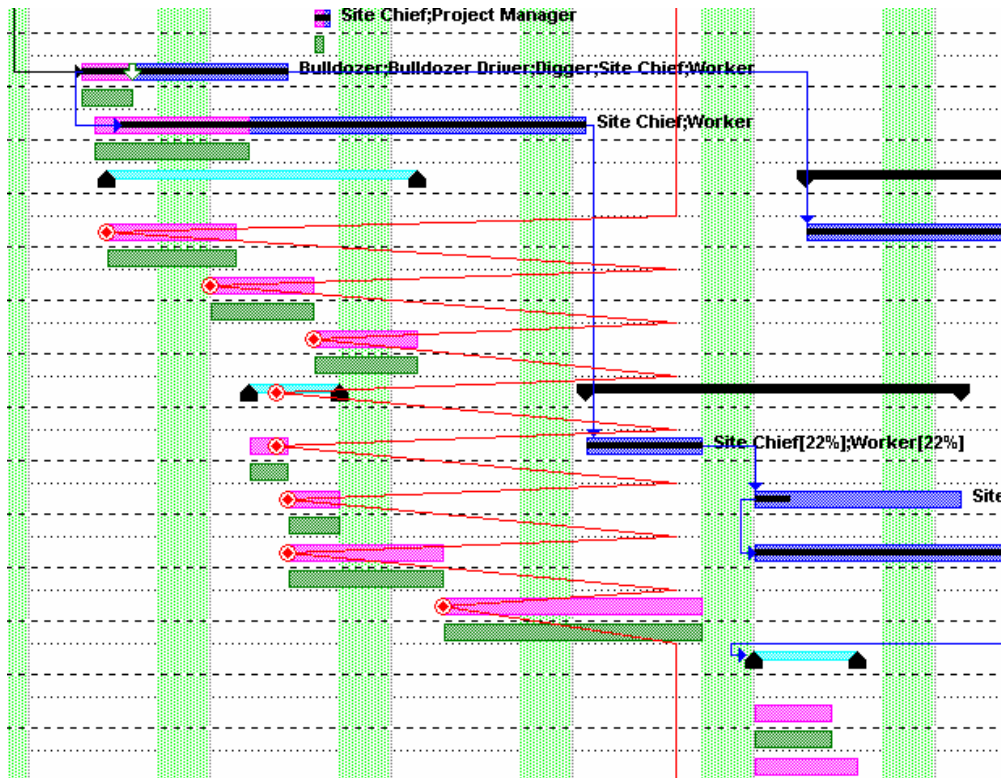 Site Chief;Project Manager
Bulldozer;Bulldozer Driver;Digger;Site Chief;Worker
Site Chief;Worker
Site Chief[22%];Worker[22%]
Site